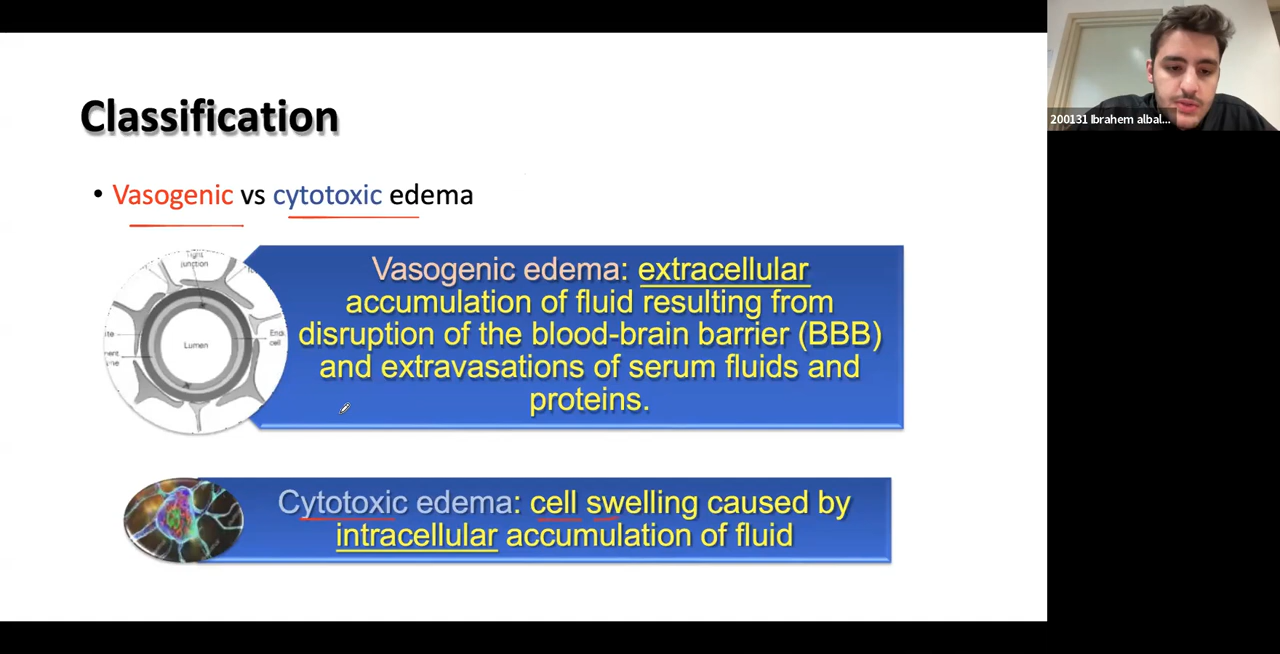 Classification
• Vasogenic vs cytotoxic edema
Tight
junction
Lumen
Vasogenic edema: extracellular
accumulation of fluid resulting from
disruption of the blood-brain barrier (BBB)
and extravasations of serum fluids and
proteins.
Cytotoxic edema: cell swelling caused by
intracellular accumulation of fluid
200131 Ibrahem albal...